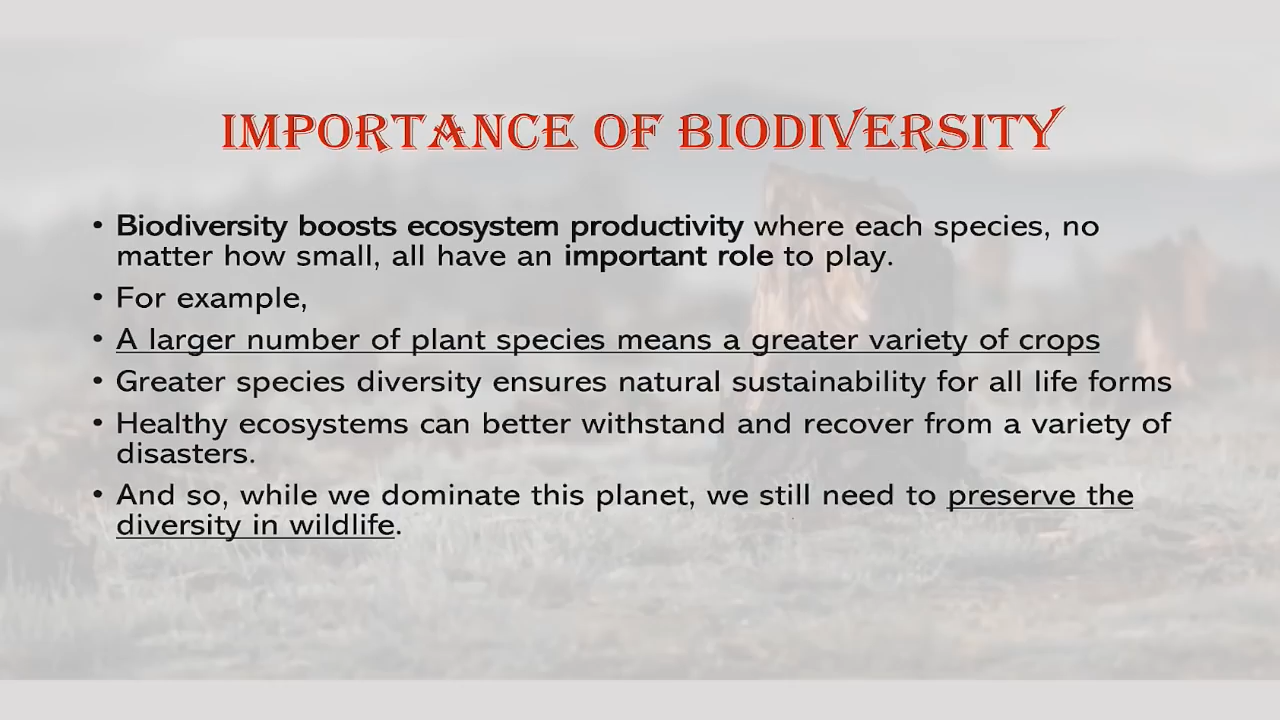 IMPORTANCE OF BIODIVERSITY
• Biodiversity boosts ecosystem productivity where each species, no
matter how small, all have an important role to play.
• For example,
• A larger number of plant species means a greater variety of crops
• Greater species diversity ensures natural sustainability for all life forms
• Healthy ecosystems can better withstand and recover from a variety of
disasters.
• And so, while we dominate this planet, we still need to preserve the
diversity in wildlife.